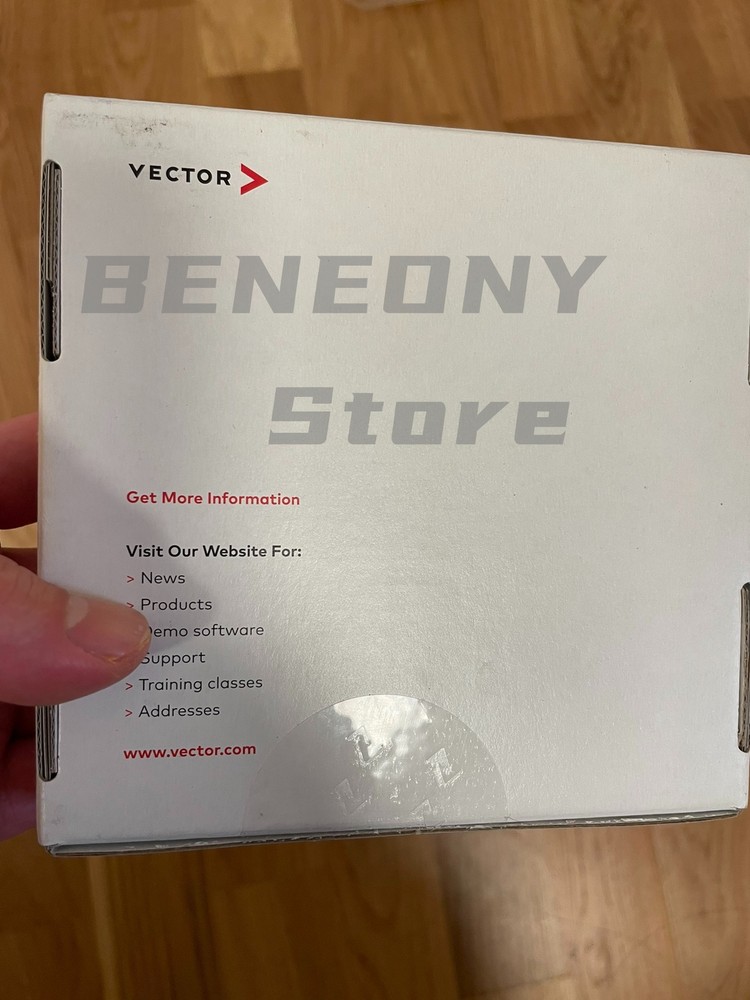 VECTOR
BENEONY
Store
Get More Information
Visit Our Website For:
> News
> Products
Demo software
Support
> Training classes
> Addresses
www.vector.com